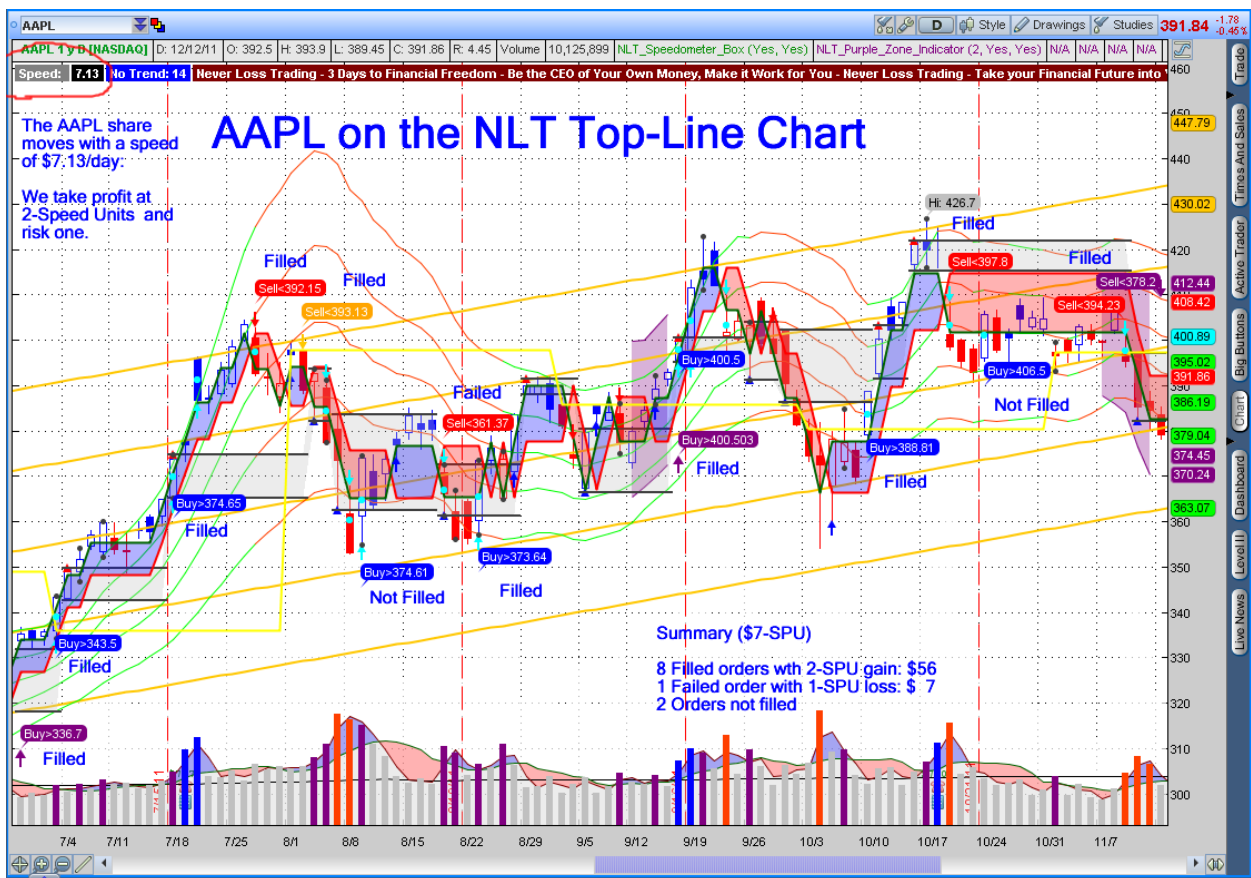 AAPL
D
Style
Drawings
Studies
391.84
-1.78
-0.45%
AAPL 1 y D [NASDAQ]
D: 12/12/11
O: 392.5
H: 393.9
L: 389.45
C: 391.86
R: 4.45
Volume
10,125,899
NLT_Speedometer_Box (Yes, Yes)
NLT_Purple_Zone_Indicator (2, Yes, Yes)
N/A
N/A
N/A
N/A
Speed:
7.13
No Trend: 14
Never Loss Trading - 3 Days to Financial Freedom - Be the CEO of Your Own Money, Make it Work for You - Never Loss Trading - Take your Financial Future into
The AAPL share
moves with a speed
of $7.13/day.
We take profit at
2-Speed Units and
risk one.
AAPL on the NLT Top-Line Chart
Hi: 426.7
Filled
Sell<397.8
Filled
Sell<378.2
Filled
Sell<392.15
Filled
Sell<393.13
Sell<394.23
Buy>400.5
Buy>406.5
Not Filled
Failed
Sell<361.37
Buy>400.503
Filled
Buy>388.81
Filled
Buy>374.65
Filled
Buy>373.64
Filled
Buy>374.61
Not Filled
Buy>343.5
Filled
Buy>336.7
Filled
Summary ($7-SPU)
8 Filled orders wth 2-SPU gain: $56
1 Failed order with 1-SPU loss: $ 7
2 Orders not filled
460
447.79
440
430.02
420
412.44
408.42
400.89
395.02
391.86
386.19
379.04
374.45
370.24
363.07
360
350
340
330
320
310
300
7/4
7/11
7/18
7/25
8/1
8/8
8/15
8/22
8/29
9/5
9/12
9/19
9/26
10/3
10/10
10/17
10/24
10/31
11/7
Trade
Times And Sales
Active Trader
Big Buttons
Chart
Dashboard
Level II
Live News